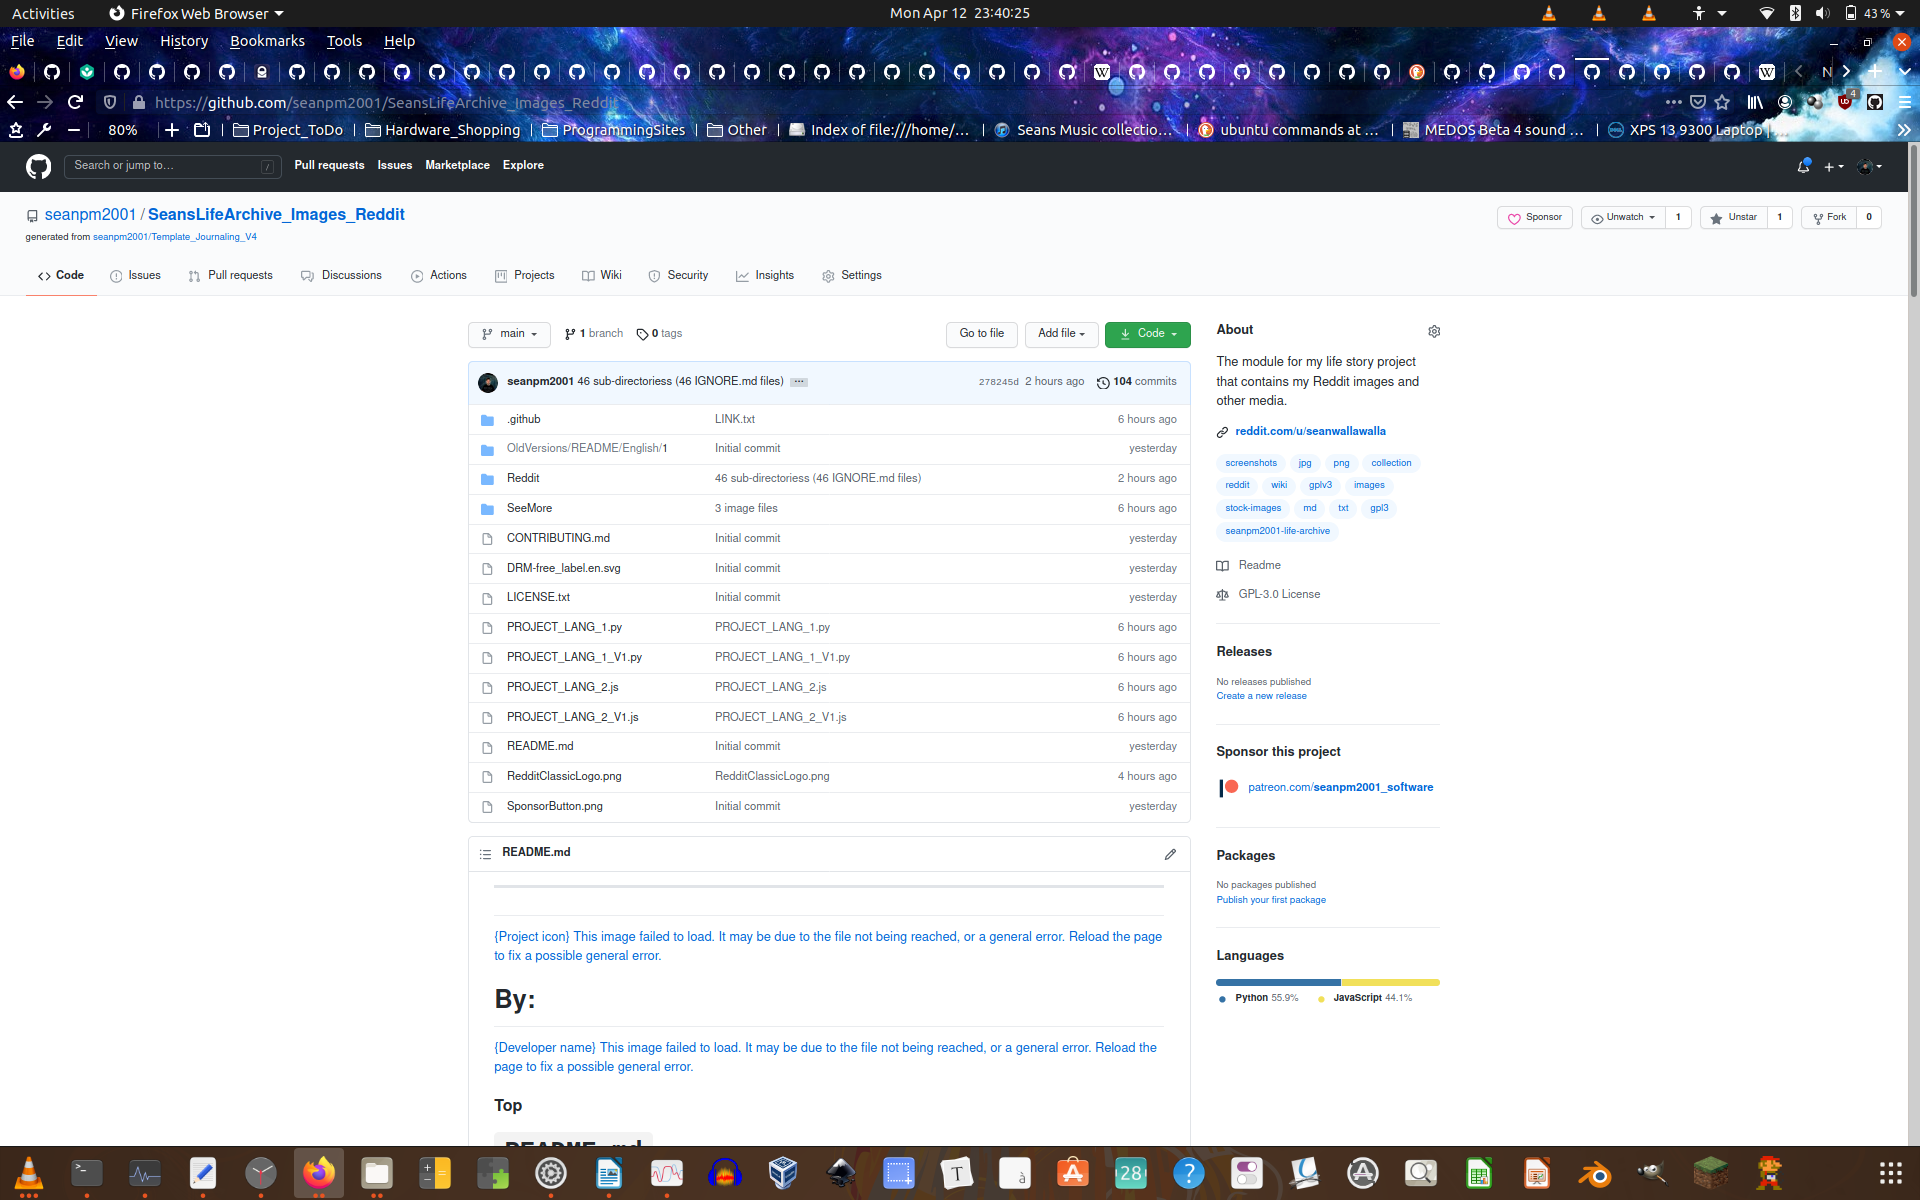 Activities Firefox Web Browser Mon Apr 12 23:40:25 43 %
File Edit View History Bookmarks Tools Help
https://github.com/seanpm2001/SeansLifeArchive_Images_Reddit 4
80% Project_ToDo Hardware_Shopping ProgrammingSites Other Index of file:///home/… Seans Music collectio… ubuntu commands at … MEDOS Beta 4 sound … XPS 13 9300 Laptop
Search or jump to… / Pull requests Issues Marketplace Explore
seanpm2001 / SeansLifeArchive_Images_Reddit Sponsor Unwatch 1 Unstar 1 Fork 0
generated from seanpm2001/Template_Journaling_V4
Code Issues Pull requests Discussions Actions Projects Wiki Security Insights Settings
main 1 branch 0 tags Go to file Add file Code
seanpm2001 46 sub-directoriess (46 IGNORE.md files) ... 278245d 2 hours ago 104 commits
.github LINK.txt 6 hours ago
OldVersions/README/English/1 Initial commit yesterday
Reddit 46 sub-directoriess (46 IGNORE.md files) 2 hours ago
SeeMore 3 image files 6 hours ago
CONTRIBUTING.md Initial commit yesterday
DRM-free_label.en.svg Initial commit yesterday
LICENSE.txt Initial commit yesterday
PROJECT_LANG_1.py PROJECT_LANG_1.py 6 hours ago
PROJECT_LANG_1_V1.py PROJECT_LANG_1_V1.py 6 hours ago
PROJECT_LANG_2.js PROJECT_LANG_2.js 6 hours ago
PROJECT_LANG_2_V1.js PROJECT_LANG_2_V1.js 6 hours ago
README.md Initial commit yesterday
RedditClassicLogo.png RedditClassicLogo.png 4 hours ago
SponsorButton.png Initial commit yesterday
README.md
{Project icon} This image failed to load. It may be due to the file not being reached, or a general error. Reload the page
to fix a possible general error.
By:
{Developer name} This image failed to load. It may be due to the file not being reached, or a general error. Reload the
page to fix a possible general error.
Top
README.md
About
The module for my life story project
that contains my Reddit images and
other media.
reddit.com/u/seanwallawalla
screenshots jpg png collection
reddit wiki gplv3 images
stock-images md txt gpl3
seanpm2001-life-archive
Readme
GPL-3.0 License
Releases
No releases published
Create a new release
Sponsor this project
patreon.com/seanpm2001_software
Packages
No packages published
Publish your first package
Languages
Python 55.9% JavaScript 44.1%